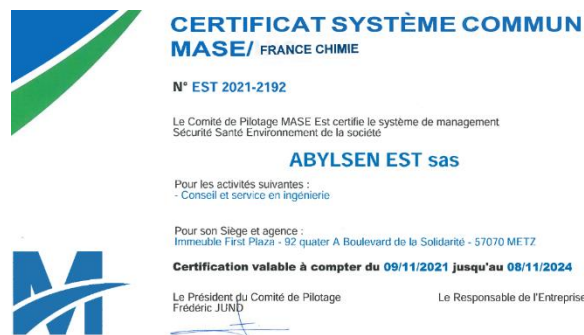 CERTIFICAT SYSTÈME COMMUN
MASE/ FRANCE CHIMIE
N° EST 2021-2192
Le Comité de Pilotage MASE Est certifie le système de management
Sécurité Santé Environnement de la société
ABYLSEN EST sas
Pour les activités suivantes :
- Conseil et service en ingénierie
Pour son Siège et agence :
Immeuble First Plaza - 92 quater A Boulevard de la Solidarité - 57070 METZ
Certification valable à compter du 09/11/2021 jusqu'au 08/11/2024
Le Président du Comité de Pilotage Le Responsable de l'Entreprise
Frédéric JUND